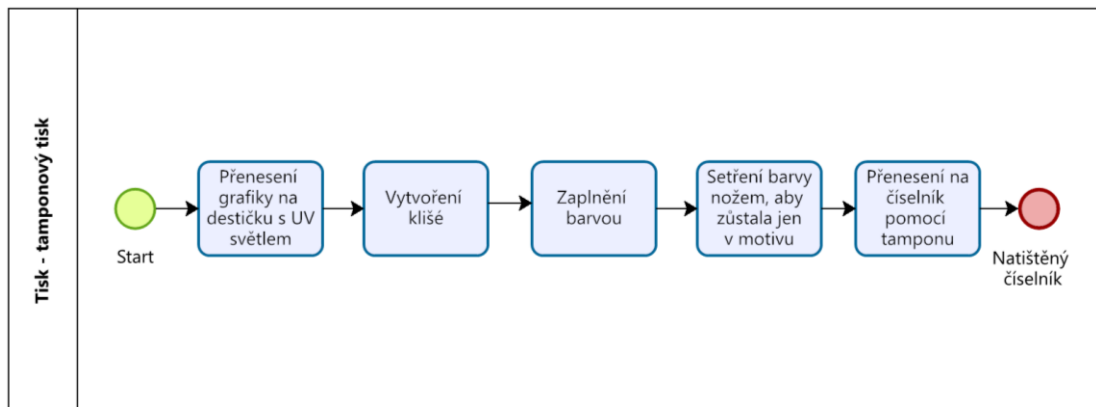 Tisk - tamponový tisk
Start
Přenesení
grafiky na
destičku s UV
světlem
Vytvoření
klišé
Zaplnění
barvou
Setření barvy
nožem, aby
zůstala jen
v motivu
Přenesení na
číselník
pomocí
tamponu
Natištěný
číselník